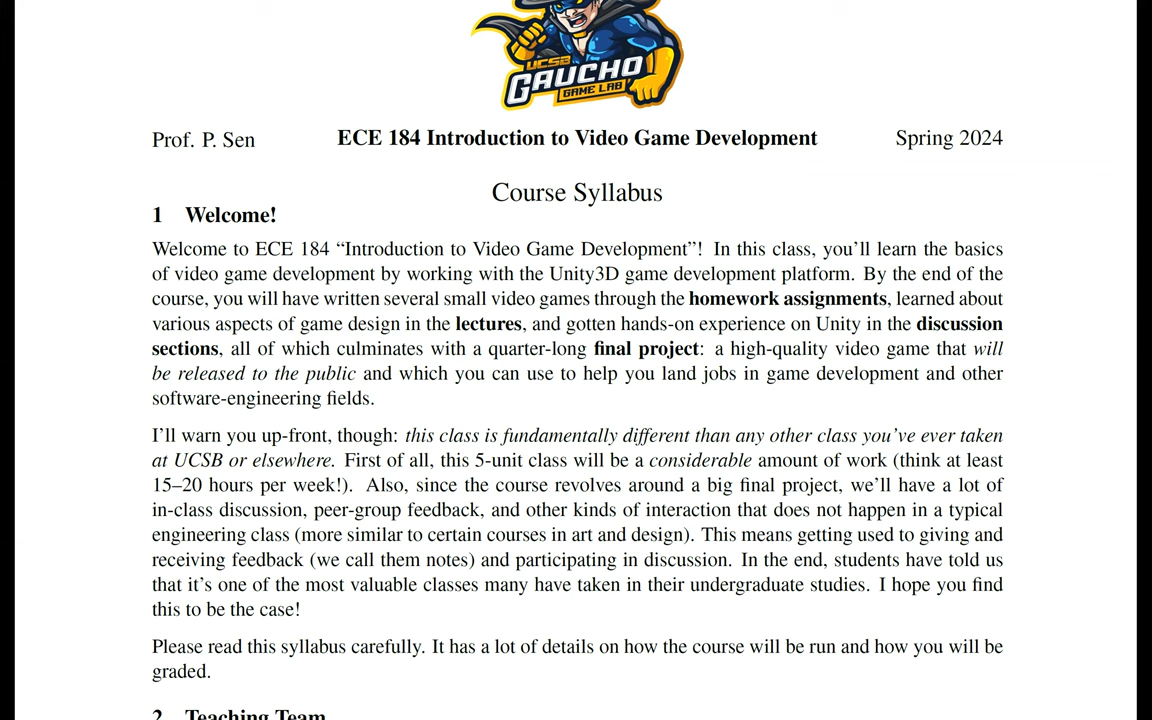 UCSB
GAUCHO
GAME LAB
Prof. P. Sen
ECE 184 Introduction to Video Game Development
Spring 2024
Course Syllabus
1 Welcome!
Welcome to ECE 184 “Introduction to Video Game Development”! In this class, you’ll learn the basics
of video game development by working with the Unity3D game development platform. By the end of the
course, you will have written several small video games through the homework assignments, learned about
various aspects of game design in the lectures, and gotten hands-on experience on Unity in the discussion
sections, all of which culminates with a quarter-long final project: a high-quality video game that will
be released to the public and which you can use to help you land jobs in game development and other
software-engineering fields.
I’ll warn you up-front, though: this class is fundamentally different than any other class you’ve ever taken
at UCSB or elsewhere. First of all, this 5-unit class will be a considerable amount of work (think at least
15–20 hours per week!). Also, since the course revolves around a big final project, we’ll have a lot of
in-class discussion, peer-group feedback, and other kinds of interaction that does not happen in a typical
engineering class (more similar to certain courses in art and design). This means getting used to giving and
receiving feedback (we call them notes) and participating in discussion. In the end, students have told us
that it’s one of the most valuable classes many have taken in their undergraduate studies. I hope you find
this to be the case!
Please read this syllabus carefully. It has a lot of details on how the course will be run and how you will be
graded.
2 Teaching Team